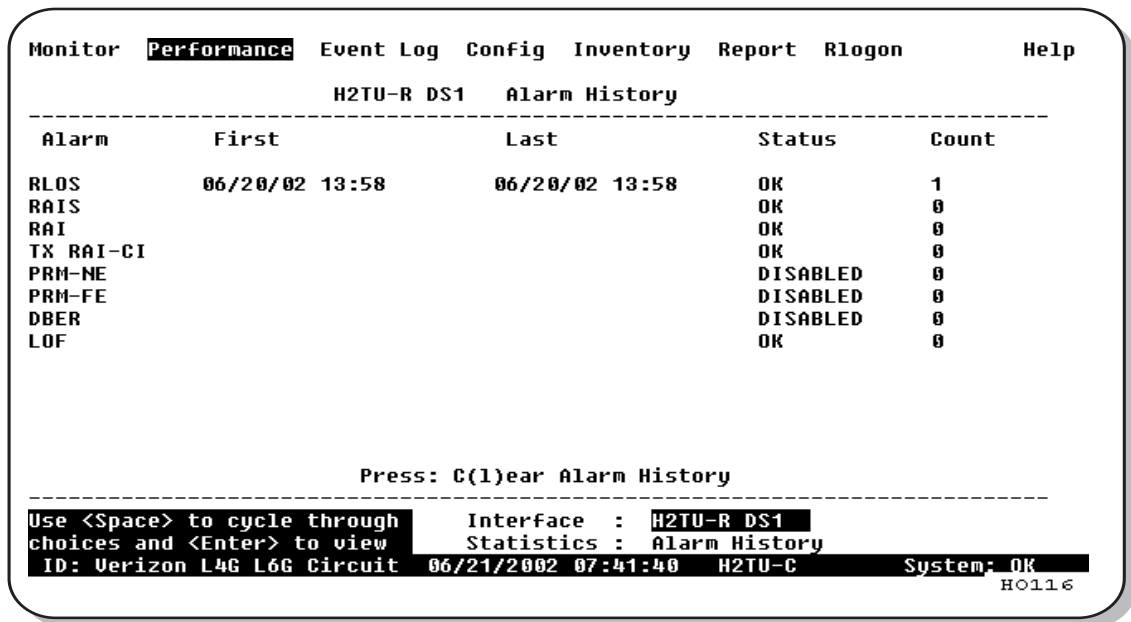 Monitor Performance Event Log Config Inventory Report Rlogon Help
H2TU-R DS1 Alarm History
--------------------------------------------------------------------------------
Alarm First Last Status Count
RLOS 06/20/02 13:58 06/20/02 13:58 OK 1
RAIS OK 0
RAI OK 0
TX RAI-CI OK 0
PRM-NE DISABLED 0
PRM-FE DISABLED 0
DBER DISABLED 0
LOF OK 0
Press: C(l)ear Alarm History
--------------------------------------------------------------------------------
Use <Space> to cycle through Interface : H2TU-R DS1
choices and <Enter> to view Statistics : Alarm History
ID: Verizon L4G L6G Circuit 06/21/2002 07:41:40 H2TU-C System: OK
HO116